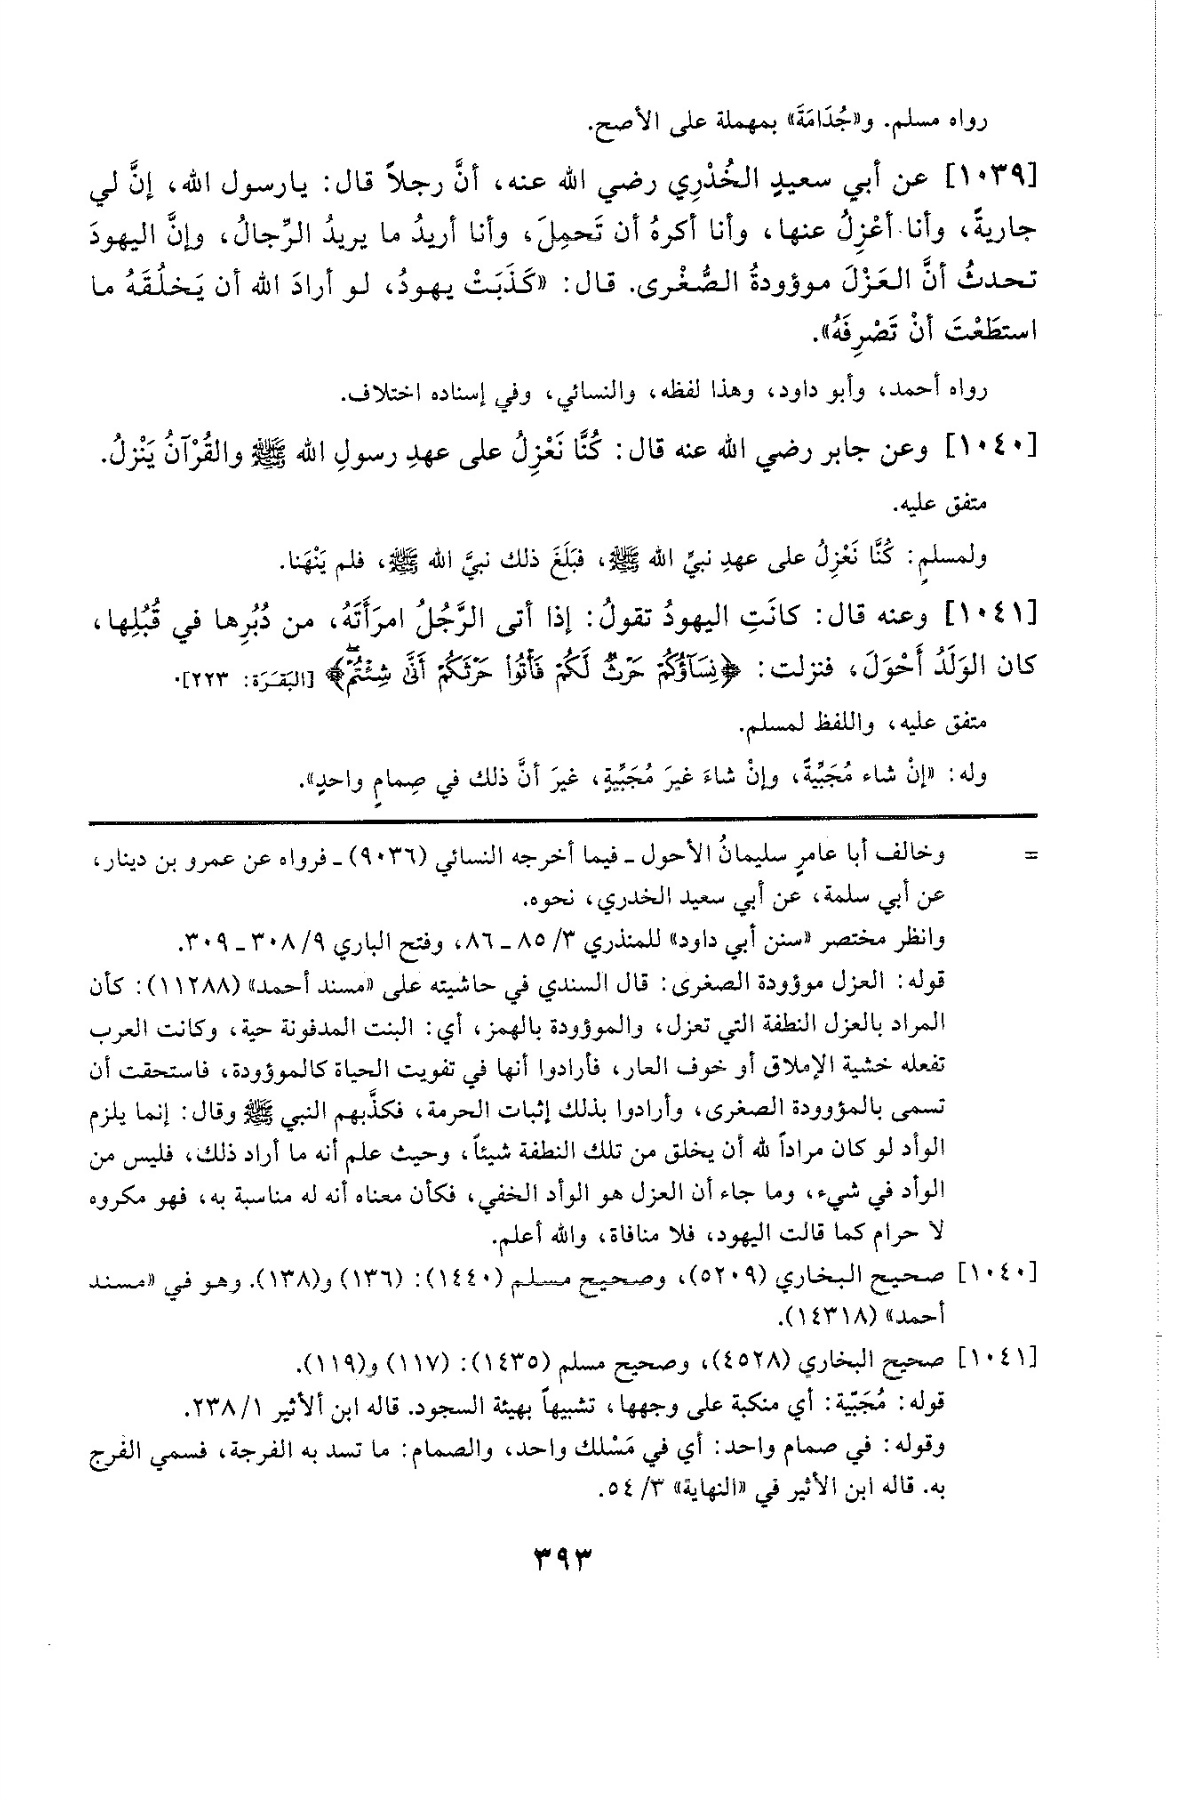 رواه مسلم. و«جُذَامَةَ» بمهملة على الأصح.
[١٠٣٩] عن أبي سعيدٍ الخُدْرِي رضي الله عنه، أنَّ رجلاً قال: يارسول الله، إنَّ لي
جاريةً، وأنا أعْزِلُ عنها، وأنا أكرهُ أن تَحمِلَ، وأنا أريدُ ما يريدُ الرِّجالُ، وإنَّ اليهودَ
تحدثُ أنَّ العَزْلَ موؤودةُ الصُّغْرى. قال: «كَذَبَتْ يهودُ، لو أرادَ الله أن يَخلُقَهُ ما
استطَعْتَ أنْ تَصْرِفَهُ».
رواه أحمد، وأبو داود، وهذا لفظه، والنسائي، وفي إسناده اختلاف.
[١٠٤٠] وعن جابر رضي الله عنه قال: كُنَّا نَعْزِلُ على عهدِ رسولِ الله ﷺ والقُرْآنُ يَنْزلُ.
متفق عليه.
ولمسلمٍ: كُنَّا نَعْزِلُ على عهدِ نبيِّ الله ﷺ، فبَلَغَ ذلك نبيَّ الله ﷺ، فلم يَنْهَنا.
[١٠٤١] وعنه قال: كانَتِ اليهودُ تقولُ: إذا أتى الرَّجُلُ امرَأَتَهُ، من دُبُرِها في قُبُلِها،
كان الوَلَدُ أَحْوَلَ، فنزلت: ﴿نِسَآؤُكُمۡ حَرۡثٞ لَّكُمۡ فَأۡتُواْ حَرۡثَكُمۡ أَنَّىٰ شِئۡتُمۡۖ﴾ [البَقـَرَة: ٢٢٣].
متفق عليه، واللفظ لمسلم.
وله: «إنْ شاء مُجَبِّيةً، وإنْ شاءَ غيرَ مُجَبِّيةٍ، غيرَ أنَّ ذلك في صِمامٍ واحدٍ».
= وخالف أبا عامرٍ سليمانُ الأحول ـ فيما أخرجه النسائي (٩٠٣٦) ـ فرواه عن عمرو بن دينار،
عن أبي سلمة، عن أبي سعيد الخدري، نحوه.
وانظر مختصر «سنن أبي داود» للمنذري ٣/ ٨٥ ـ ٨٦، وفتح الباري ٩/ ٣٠٨ ـ ٣٠٩.
قوله: العزل موؤودة الصغرى: قال السندي في حاشيته على «مسند أحمد» (١١٢٨٨): كأن
المراد بالعزل النطفة التي تعزل، والموؤودة بالهمز، أي: البنت المدفونة حية، وكانت العرب
تفعله خشية الإملاق أو خوف العار، فأرادوا أنها في تفويت الحياة كالموؤودة، فاستحقت أن
تسمى بالمؤوودة الصغرى، وأرادوا بذلك إثبات الحرمة، فكذَّبهم النبي ﷺ وقال: إنما يلزم
الوأد لو كان مراداً لله أن يخلق من تلك النطفة شيئاً، وحيث علم أنه ما أراد ذلك، فليس من
الوأد في شيء، وما جاء أن العزل هو الوأد الخفي، فكأن معناه أنه له مناسبة به، فهو مكروه
لا حرام كما قالت اليهود، فلا منافاة، والله أعلم.
[١٠٤٠] صحيح البخاري (٥٢٠٩)، وصحيح مسلم (١٤٤٠): (١٣٦) و(١٣٨). وهو في «مسند
أحمد» (١٤٣١٨).
[١٠٤١] صحيح البخاري (٤٥٢٨)، وصحيح مسلم (١٤٣٥): (١١٧) و(١١٩).
قوله: مُجَبّية: أي منكبة على وجهها، تشبيهاً بهيئة السجود. قاله ابن الأثير ١/ ٢٣٨.
وقوله: في صمام واحد: أي في مَسْلك واحد، والصمام: ما تسد به الفرجة، فسمي الفرج
به. قاله ابن الأثير في «النهاية» ٣/ ٥٤.
٣٩٣